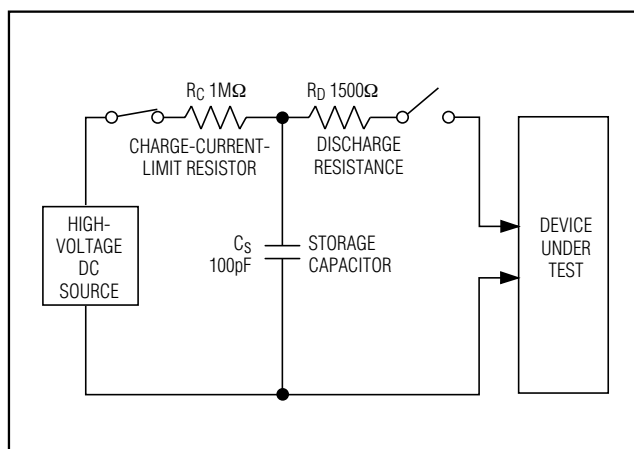 RC 1MΩ
CHARGE-CURRENT-
LIMIT RESISTOR
RD 1500Ω
DISCHARGE
RESISTANCE
HIGH-
VOLTAGE
DC
SOURCE
CS
100pF
STORAGE
CAPACITOR
DEVICE
UNDER
TEST